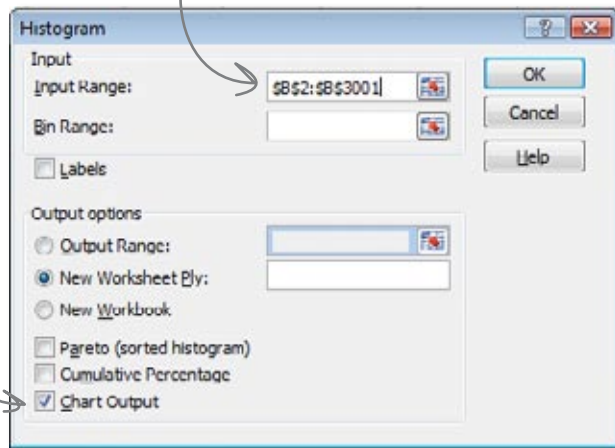 Histogram
Input
Input Range: $B$2:$B$3001
Bin Range:
Labels
OK
Cancel
Help
Output options
Output Range:
New Worksheet Ply:
New Workbook
Pareto (sorted histogram)
Cumulative Percentage
Chart Output